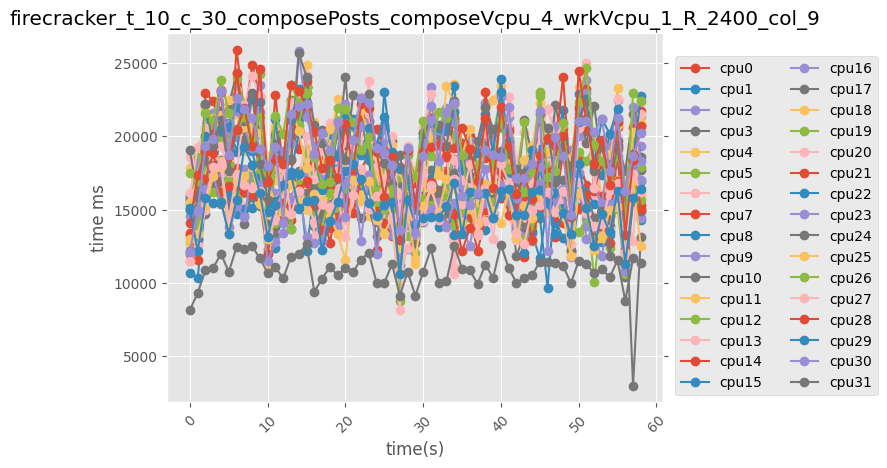 firecracker_t_10_c_30_composePosts_composeVcpu_4_wrkVcpu_1_R_2400_col_9
25000
20000
15000
10000
5000
time ms
0
10
20
30
40
50
60
time(s)
cpu0
cpu1
cpu2
cpu3
cpu4
cpu5
cpu6
cpu7
cpu8
cpu9
cpu10
cpu11
cpu12
cpu13
cpu14
cpu15
cpu16
cpu17
cpu18
cpu19
cpu20
cpu21
cpu22
cpu23
cpu24
cpu25
cpu26
cpu27
cpu28
cpu29
cpu30
cpu31